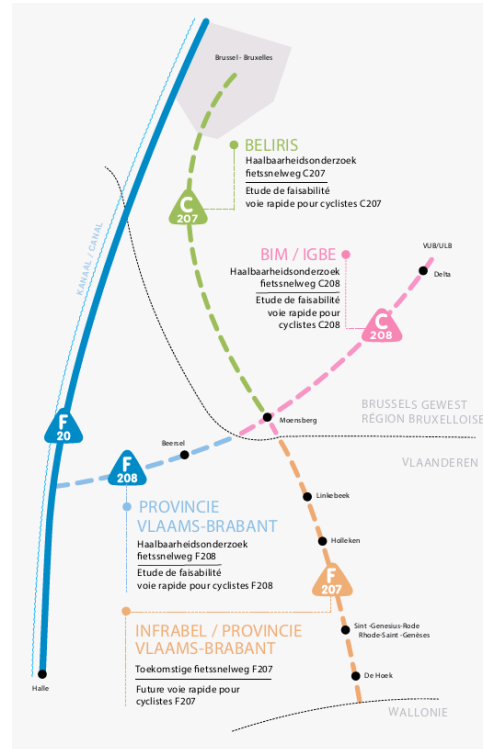 Brussel - Bruxelles
BELIRIS
Haalbaarheidsonderzoek
fietssnelweg C207
Etude de faisabilité
voie rapide pour cyclistes C207
C
207
KANAAL / CANAL
BIM / IGBE
Haalbaarheidsonderzoek
fietssnelweg C208
Etude de faisabilité
voie rapide pour
cyclistes C208
VUB/ULB
Delta
C
208
BRUSSELS GEWEST
RÉGION BRUXELLOISE
Moensberg
F
20
Beersel
VLAANDEREN
F
208
Linkebeek
PROVINCIE
VLAAMS-BRABANT
Haalbaarheidsonderzoek
fietssnelweg F208
Etude de faisabilité
voie rapide pour cyclistes F208
Holleken
F
207
INFRABEL / PROVINCIE
VLAAMS-BRABANT
Toekomstige fietssnelweg F207
Future voie rapide pour
cyclistes F207
Sint -Genesius-Rode
Rhode-Saint -Genèses
De Hoek
Halle
WALLONIE